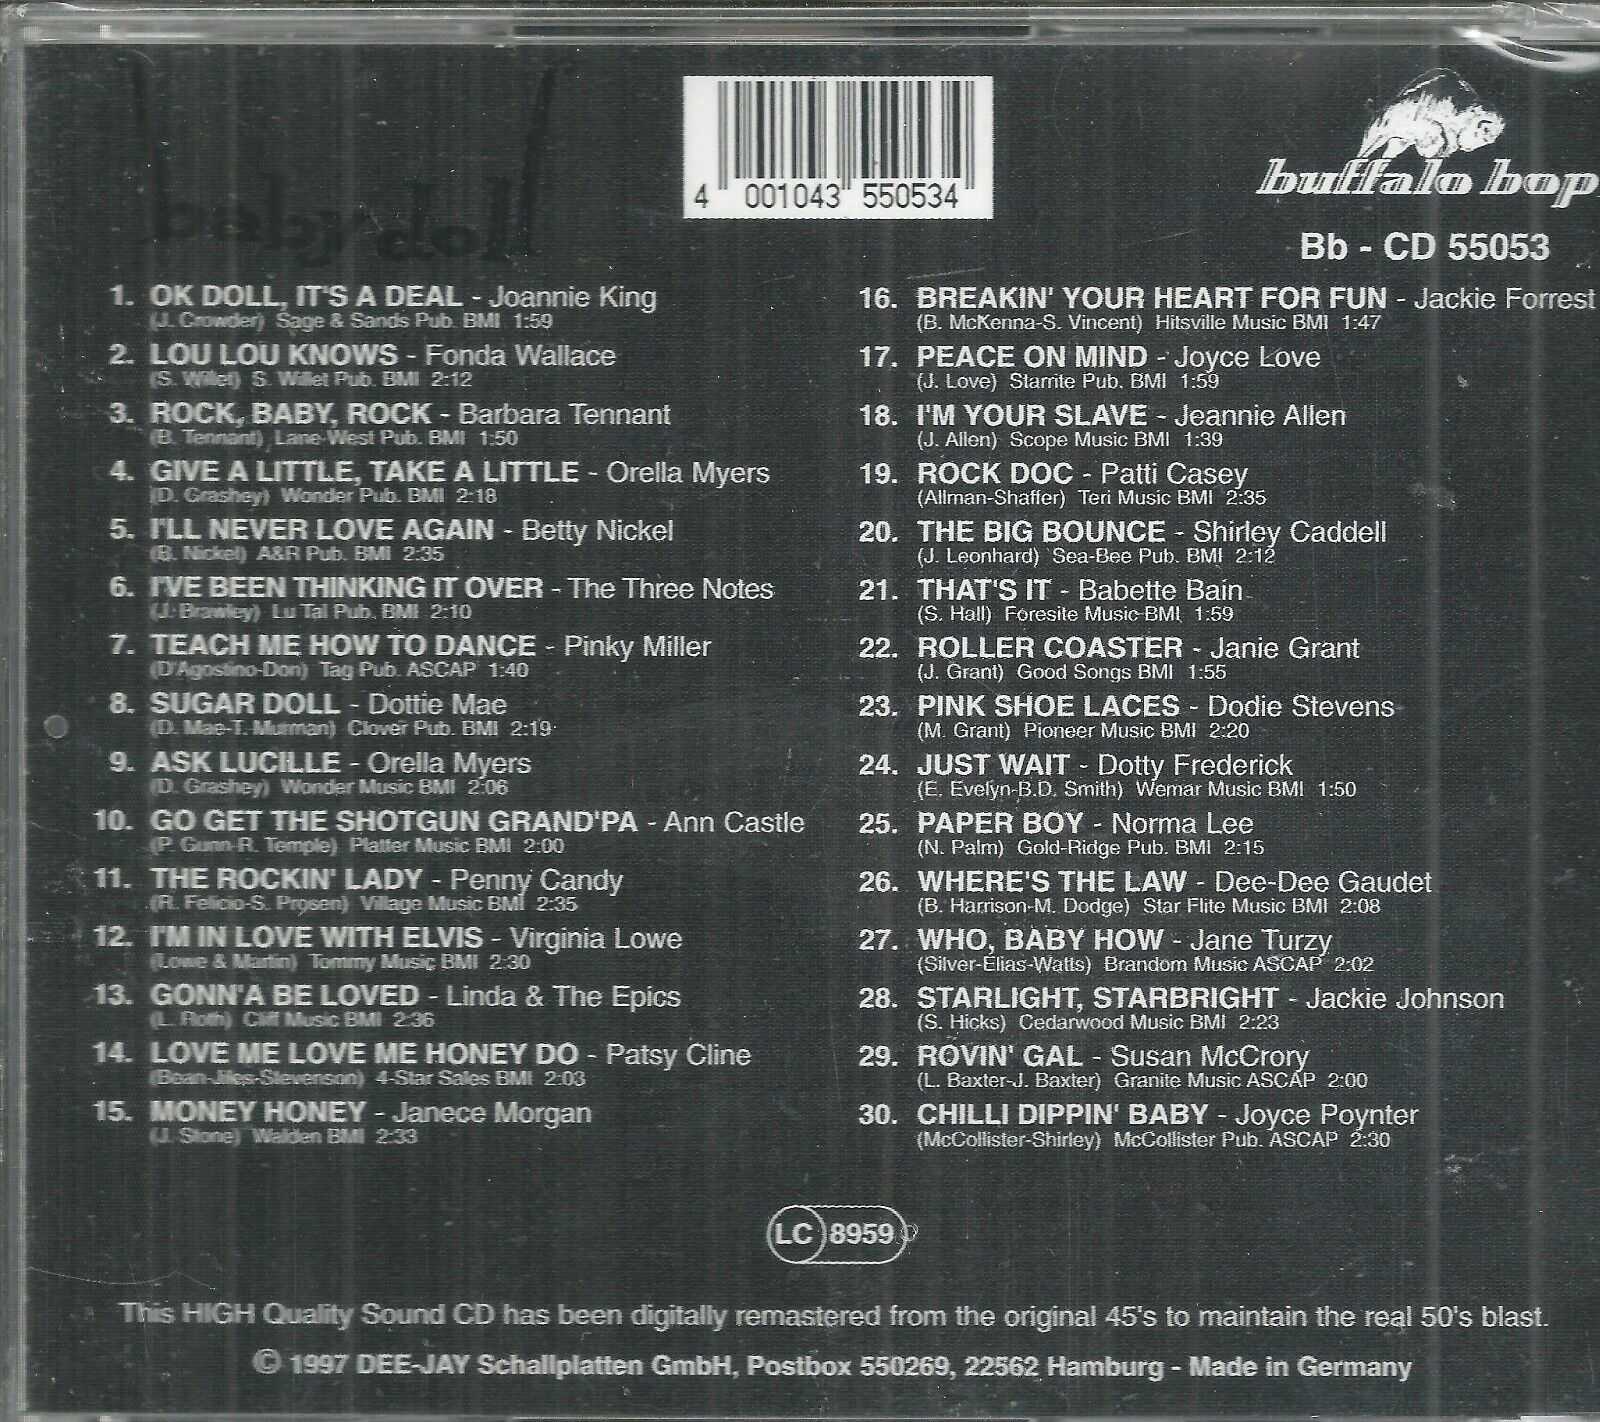 4 001043 550534
buffalo bop
Bb - CD 55053
baby doll
1. OK DOLL, IT'S A DEAL - Joannie King
(J. Crowder) Sage & Sands Pub. BMI 1:59
2. LOU LOU KNOWS - Fonda Wallace
(S. Willet) S. Willet Pub. BMI 2:12
3. ROCK, BABY, ROCK - Barbara Tennant
(B. Tennant) Lane-West Pub. BMI 1:50
4. GIVE A LITTLE, TAKE A LITTLE - Orella Myers
(D. Grashey) Wonder Pub. BMI 2:18
5. I'LL NEVER LOVE AGAIN - Betty Nickel
(B. Nickel) A&R Pub. BMI 2:35
6. I'VE BEEN THINKING IT OVER - The Three Notes
(J. Brawley) Lu Tal Pub. BMI 2:10
7. TEACH ME HOW TO DANCE - Pinky Miller
(D'Agostino-Don) Tag Pub. ASCAP 1:40
8. SUGAR DOLL - Dottie Mae
(D. Mae-T. Murman) Clover Pub. BMI 2:19
9. ASK LUCILLE - Orella Myers
(D. Grashey) Wonder Music BMI 2:06
10. GO GET THE SHOTGUN GRAND'PA - Ann Castle
(P. Gunn-R. Temple) Platter Music BMI 2:00
11. THE ROCKIN' LADY - Penny Candy
(R. Felicio-S. Prosen) Village Music BMI 2:35
12. I'M IN LOVE WITH ELVIS - Virginia Lowe
(Lowe & Martin) Tommy Music BMI 2:30
13. GONN'A BE LOVED - Linda & The Epics
(L. Roth) Cliff Music BMI 2:36
14. LOVE ME LOVE ME HONEY DO - Patsy Cline
(Bean-Jiles-Stevenson) 4-Star Sales BMI 2:03
15. MONEY HONEY - Janece Morgan
(J. Stone) Walden BMI 2:33
16. BREAKIN' YOUR HEART FOR FUN - Jackie Forrest
(B. McKenna-S. Vincent) Hitsville Music BMI 1:47
17. PEACE ON MIND - Joyce Love
(J. Love) Starrite Pub. BMI 1:59
18. I'M YOUR SLAVE - Jeannie Allen
(J. Allen) Scope Music BMI 1:39
19. ROCK DOC - Patti Casey
(Allman-Shaffer) Teri Music BMI 2:35
20. THE BIG BOUNCE - Shirley Caddell
(J. Leonhard) Sea-Bee Pub. BMI 2:12
21. THAT'S IT - Babette Bain
(S. Hall) Foresite Music BMI 1:59
22. ROLLER COASTER - Janie Grant
(J. Grant) Good Songs BMI 1:55
23. PINK SHOE LACES - Dodie Stevens
(M. Grant) Pioneer Music BMI 2:20
24. JUST WAIT - Dotty Frederick
(E. Evelyn-B.D. Smith) Wemar Music BMI 1:50
25. PAPER BOY - Norma Lee
(N. Palm) Gold-Ridge Pub. BMI 2:15
26. WHERE'S THE LAW - Dee-Dee Gaudet
(B. Harrison-M. Dodge) Star Flite Music BMI 2:08
27. WHO, BABY HOW - Jane Turzy
(Silver-Elias-Watts) Brandom Music ASCAP 2:02
28. STARLIGHT, STARBRIGHT - Jackie Johnson
(S. Hicks) Cedarwood Music BMI 2:23
29. ROVIN' GAL - Susan McCrory
(L. Baxter-J. Baxter) Granite Music ASCAP 2:00
30. CHILLI DIPPIN' BABY - Joyce Poynter
(McCollister-Shirley) McCollister Pub. ASCAP 2:30
LC 8959
This HIGH Quality Sound CD has been digitally remastered from the original 45's to maintain the real 50's blast.
© 1997 DEE-JAY Schallplatten GmbH, Postbox 550269, 22562 Hamburg - Made in Germany